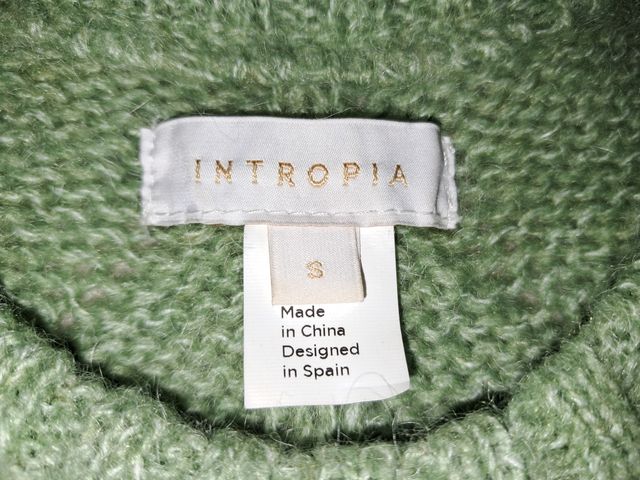 INTROPIA
S
Made
in China
Designed
in Spain